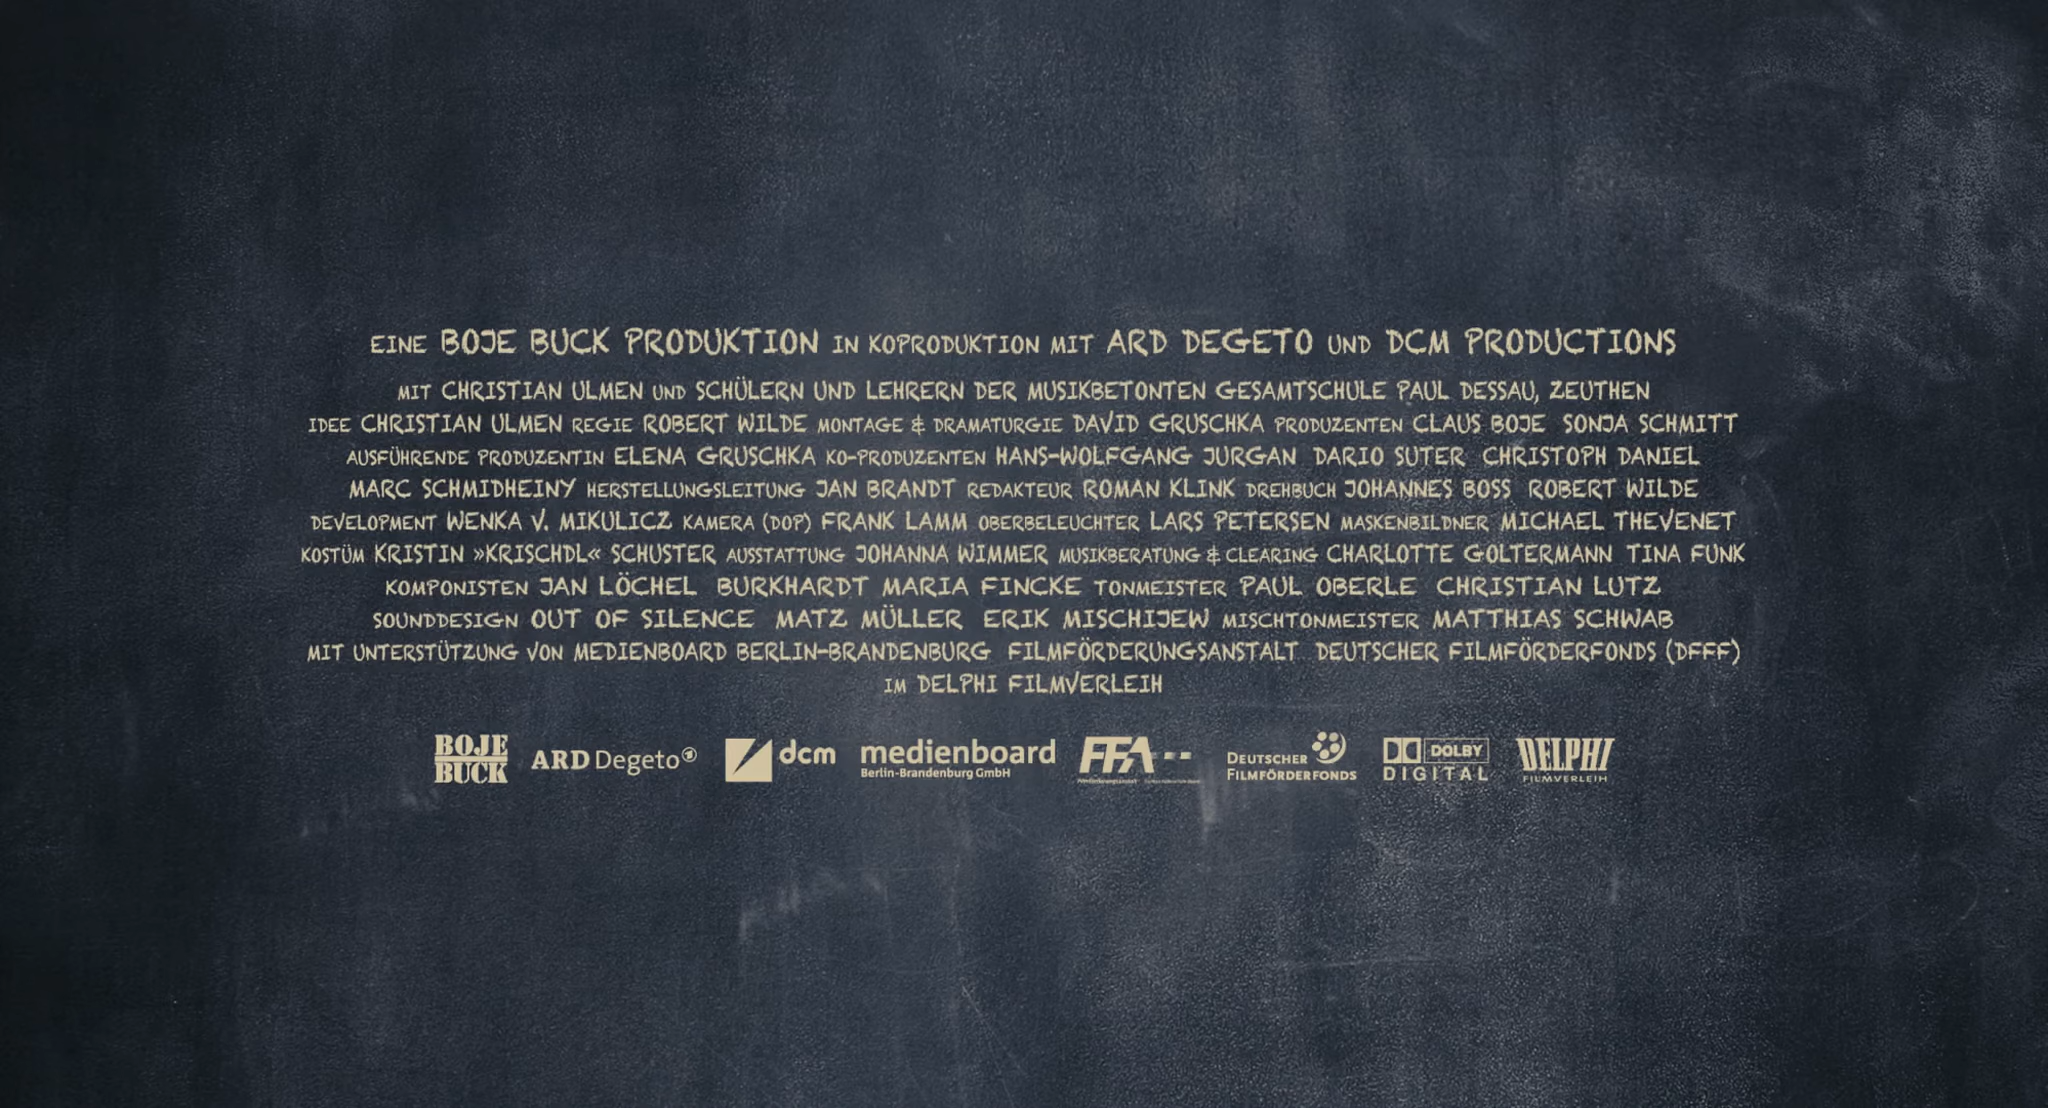 EINE BOJE BUCK PRODUKTION IN KOPRODUKTION MIT ARD DEGETO UND DCM PRODUCTIONS
MIT CHRISTIAN ULMEN UND SCHÜLERN UND LEHRERN DER MUSIKBETONTEN GESAMTSCHULE PAUL DESSAU, ZEUTHEN
IDEE CHRISTIAN ULMEN REGIE ROBERT WILDE MONTAGE & DRAMATURGIE DAVID GRUSCHKA PRODUZENTEN CLAUS BOJE SONJA SCHMITT
AUSFÜHRENDE PRODUZENTIN ELENA GRUSCHKA KO-PRODUZENTEN HANS-WOLFGANG JURGAN DARIO SUTER CHRISTOPH DANIEL
MARC SCHMIDHEINY HERSTELLUNGSLEITUNG JAN BRANDT REDAKTEUR ROMAN KLINK DREHBUCH JOHANNES BOSS ROBERT WILDE
DEVELOPMENT WENKA V. MIKULICZ KAMERA (DOP) FRANK LAMM OBERBELEUCHTER LARS PETERSEN MASKENBILDNER MICHAEL THEVENET
KOSTÜM KRISTIN »KRISCHDL« SCHUSTER AUSSTATTUNG JOHANNA WIMMER MUSIKBERATUNG & CLEARING CHARLOTTE GOLTERMANN TINA FUNK
KOMPONISTEN JAN LÖCHEL BURKHARDT MARIA FINCKE TONMEISTER PAUL OBERLE CHRISTIAN LUTZ
SOUNDDESIGN OUT OF SILENCE MATZ MÜLLER ERIK MISCHIJEW MISCHTONMEISTER MATTHIAS SCHWAB
MIT UNTERSTÜTZUNG VON MEDIENBOARD BERLIN-BRANDENBURG FILMFÖRDERUNGSANSTALT DEUTSCHER FILMFÖRDERFONDS (DFFF)
IM DELPHI FILMVERLEIH
BOJE BUCK
ARD Degeto
dcm
medienboard
Berlin-Brandenburg GmbH
FFA
DEUTSCHER FILMFÖRDERFONDS
DOLBY DIGITAL
DELPHI FILMVERLEIH